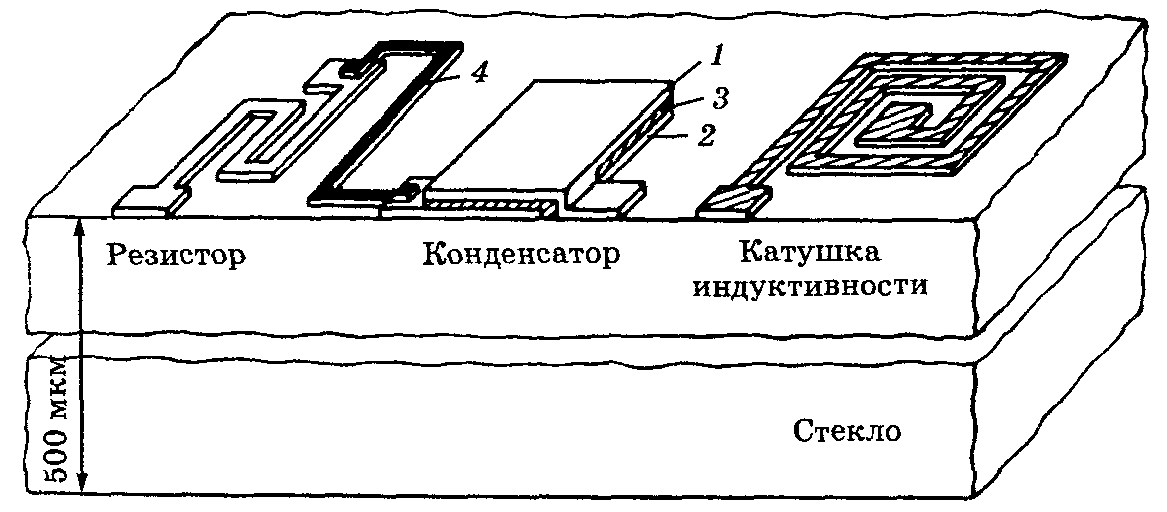 4
1
3
2
Резистор
Конденсатор
Катушка
индуктивности
500 мкм
Стекло